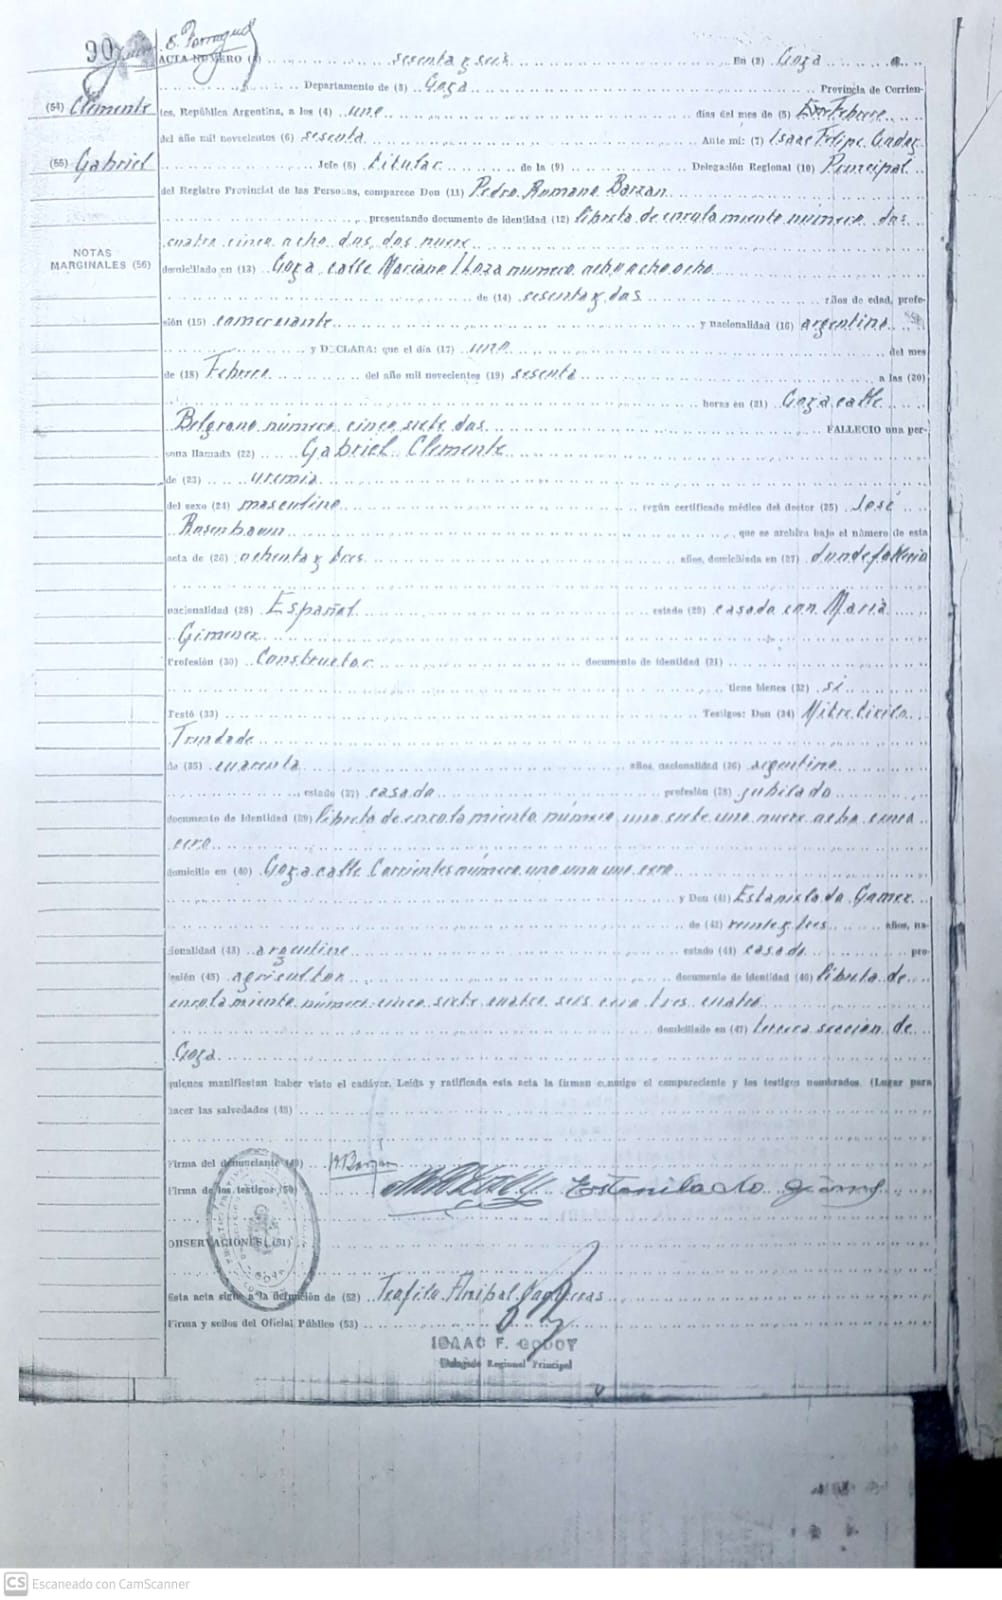 90
ACTA NUMERO (1) sesenta y seis En (2) Goya a
Departamento de (3) Goya Provincia de Corrien-
(54) Clemente
tes, República Argentina, a los (4) uno días del mes de (5) Febrero
del año mil novecientos (6) sesenta Ante mí: (7) Isaac Felipe Godoy
(55) Gabriel
Jefe (8) titular de la (9) Delegación Regional (10) Principal
del Registro Provincial de las Personas, comparece Don (11) Pedro Romano Barzan
presentando documento de identidad (12) libreta de enrolamiento número dos
cuatro cinco ocho dos dos nueve
NOTAS
MARGINALES (56)
domiciliado en (13) Goya calle Mariano I Loza numero ocho ocho ocho
de (14) sesenta y dos años de edad, profe-
sión (15) comerciante y nacionalidad (16) argentino
y DECLARA: que el día (17) uno del mes
de (18) Febrero del año mil novecientos (19) sesenta a las (20)
horas en (21) Goya calle
Belgrano número cinco siete dos FALLECIO una per-
sona llamada (22) Gabriel Clemente
de (23) uremia
del sexo (24) masculino según certificado médico del doctor (25) José
Rosenbaum que se archiva bajo el número de esta
acta de (26) ochenta y tres años, domiciliada en (27) donde falleció
nacionalidad (28) Español estado (29) casado con María
Gimenez
Profesión (30) Constructor documento de identidad (31)
tiene bienes (32) si
Testó (33) Testigos: Don (34) Mitre Cirilo
Trindade
de (35) cuarenta años, nacionalidad (36) argentino
estado (37) casado profesión (38) jubilado
documento de identidad (39) libreta de enrolamiento número uno siete uno nueve ocho cinco
cero
domicilio en (40) Goya calle Corrientes número uno uno uno cero
y Don (41) Estanislado Gomez
de (42) veinte y tres años, na-
cionalidad (43) argentino estado (44) casado pro-
fesión (45) agricultor documento de identidad (46) libreta de
enrolamiento número cinco siete cuatro seis cero tres cuatro
domiciliado en (47) tercera sección de
Goya
quienes manifiestan haber visto el cadáver. Leída y ratificada esta acta la firman conmigo el compareciente y los testigos nombrados. (Lugar para
hacer las salvedades (48)
Firma del denunciante (49) P. Barzan
Firma de los testigos (50) Estanilado Gomez
OBSERVACIONES (51)
Esta acta sigue a la defunción de (52) Teofilo Anibal
Firma y sellos del Oficial Público (53)
ISAAC F. GODOY
Delegado Regional Principal
CS Escaneado con CamScanner